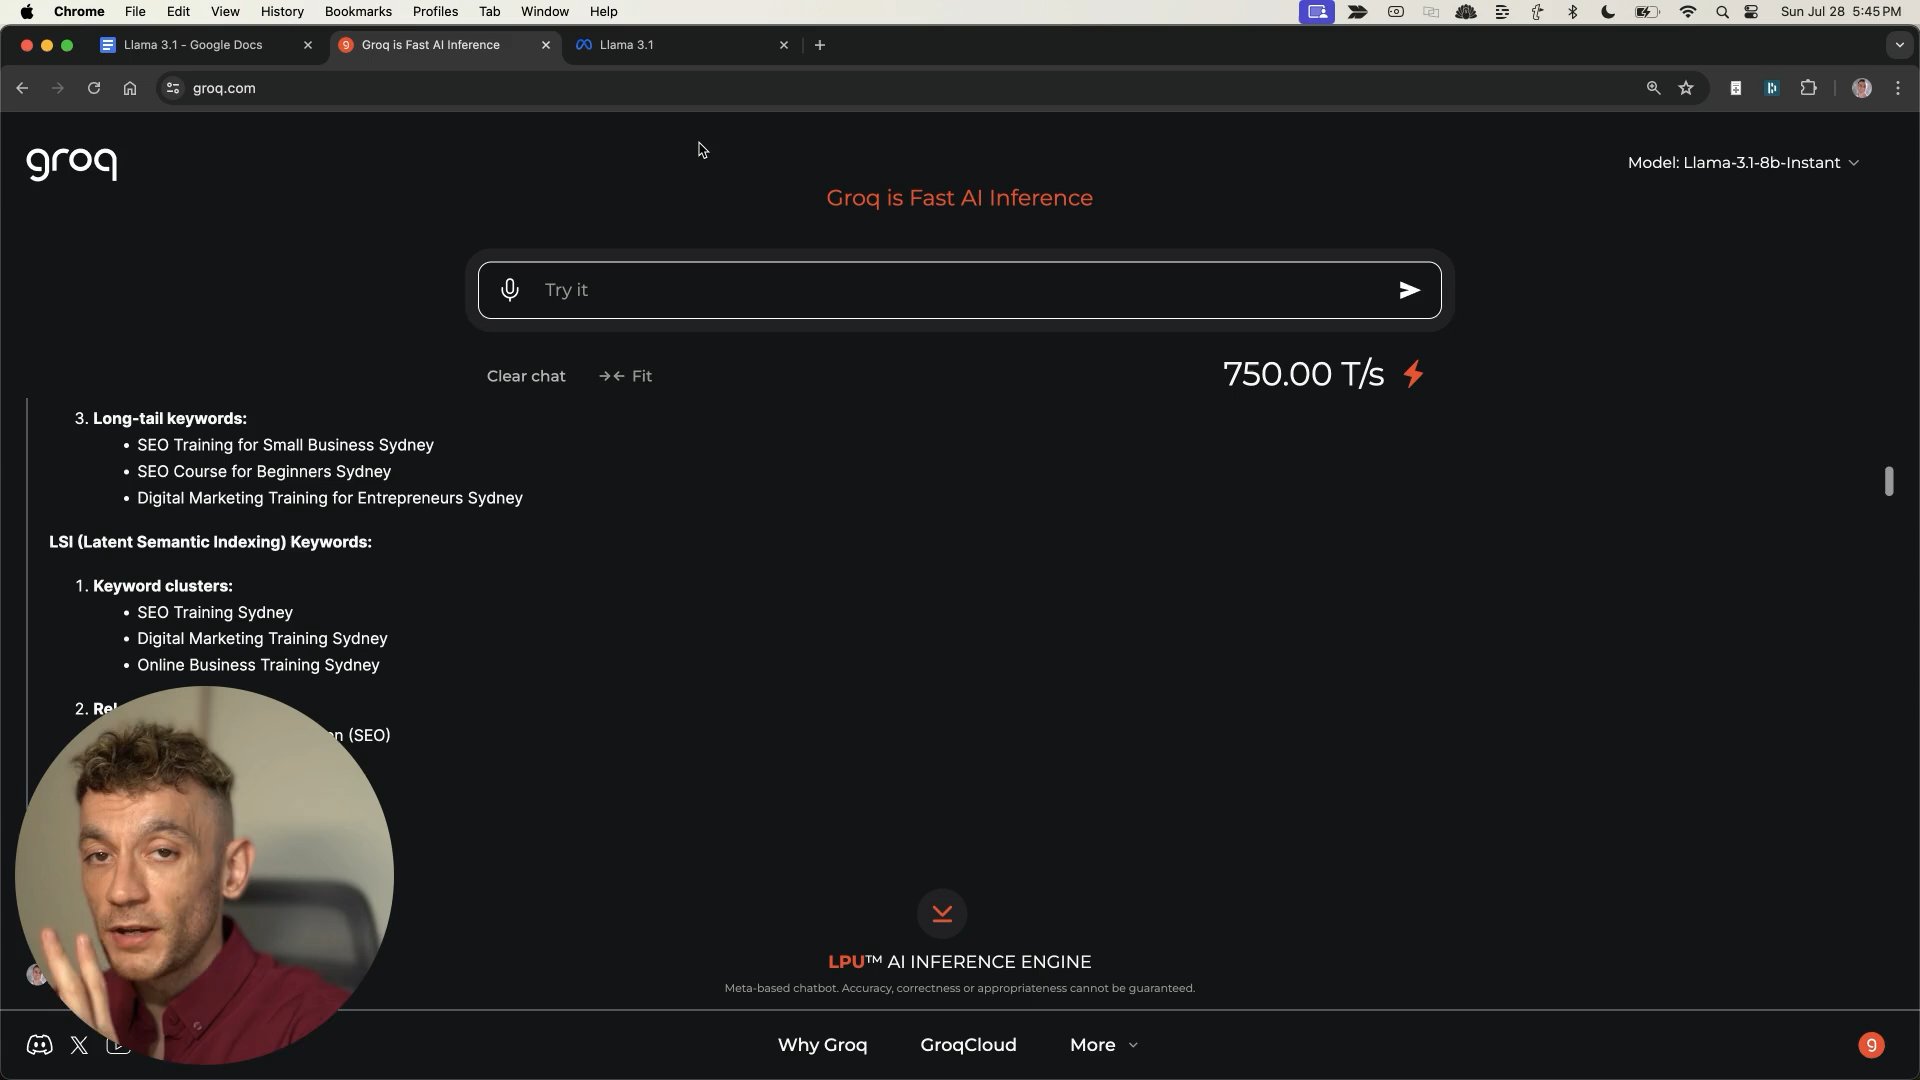 Chrome File Edit View History Bookmarks Profiles Tab Window Help Sun Jul 28 5:45 PM
Llama 3.1 - Google Docs Groq is Fast AI Inference Llama 3.1
groq.com
groq
Model: Llama-3.1-8b-Instant
Groq is Fast AI Inference
Try it
Clear chat Fit 750.00 T/s
3. Long-tail keywords:
• SEO Training for Small Business Sydney
• SEO Course for Beginners Sydney
• Digital Marketing Training for Entrepreneurs Sydney
LSI (Latent Semantic Indexing) Keywords:
1. Keyword clusters:
• SEO Training Sydney
• Digital Marketing Training Sydney
• Online Business Training Sydney
2.
(SEO)
LPU™ AI INFERENCE ENGINE
Meta-based chatbot. Accuracy, correctness or appropriateness cannot be guaranteed.
Why Groq GroqCloud More